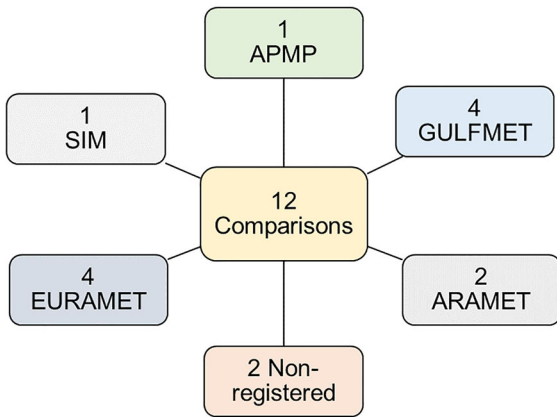 1
APMP
1
SIM
4
GULFMET
12
Comparisons
4
EURAMET
2
ARAMET
2 Non-
registered